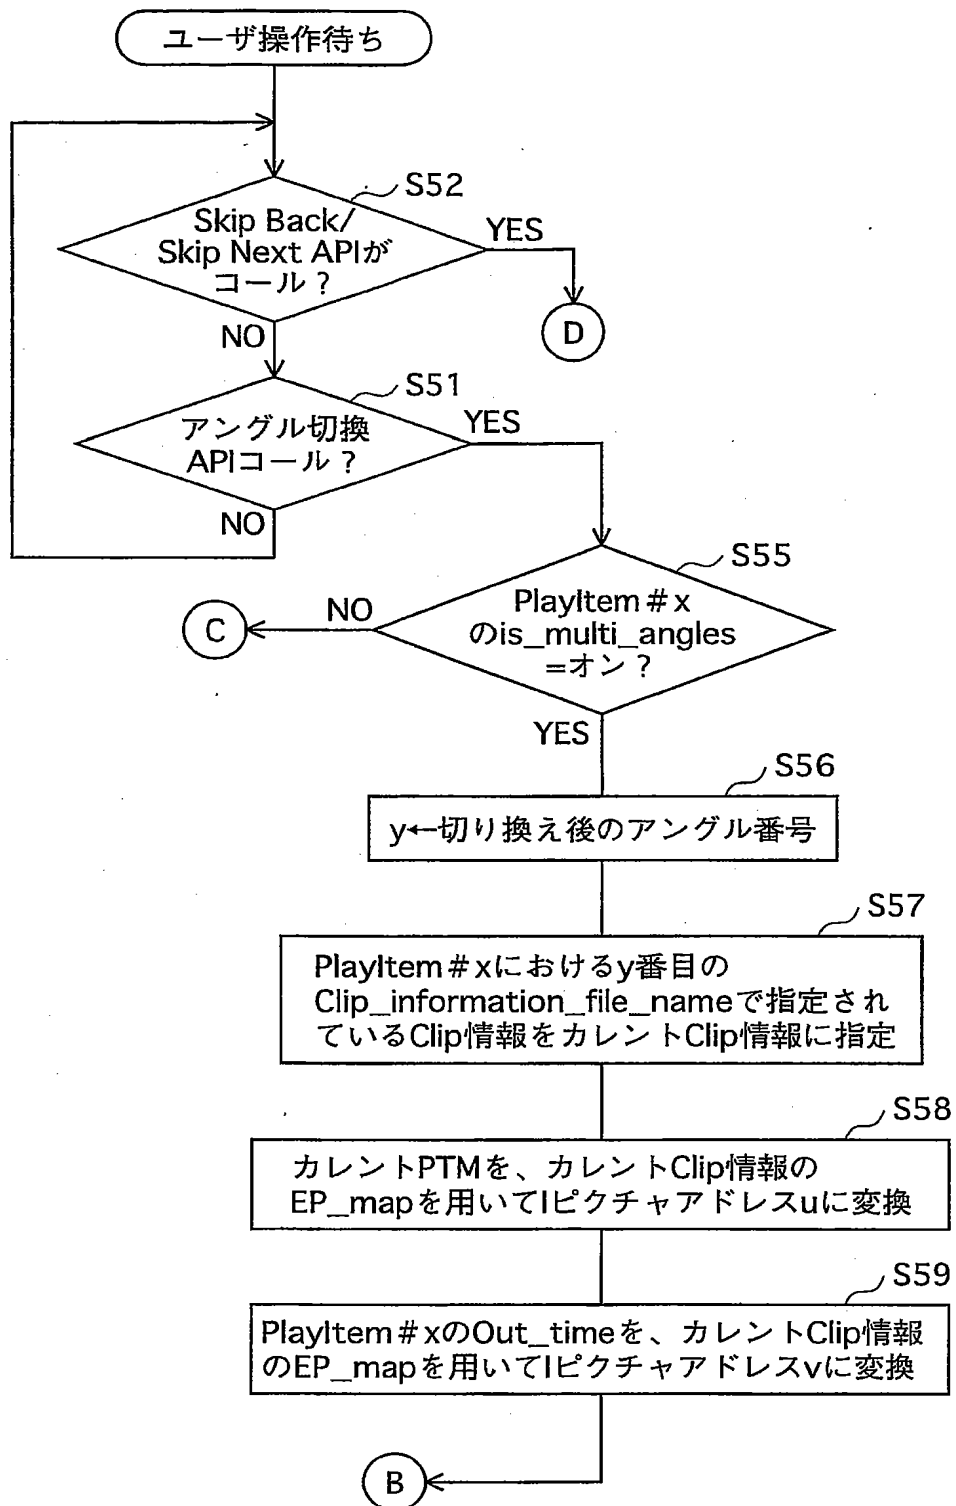 ユーザ操作待ち
S52
Skip Back/
Skip Next APIが
コール？
YES
D
NO
S51
アングル切換
APIコール？
YES
NO
S55
PlayItem＃x
のis_multi_angles
=オン？
NO
C
YES
S56
y←切り換え後のアングル番号
S57
PlayItem＃xにおけるy番目の
Clip_information_file_nameで指定され
ているClip情報をカレントClip情報に指定
S58
カレントPTMを、カレントClip情報の
EP_mapを用いてIピクチャアドレスuに変換
S59
PlayItem＃xのOut_timeを、カレントClip情報
のEP_mapを用いてIピクチャアドレスvに変換
B